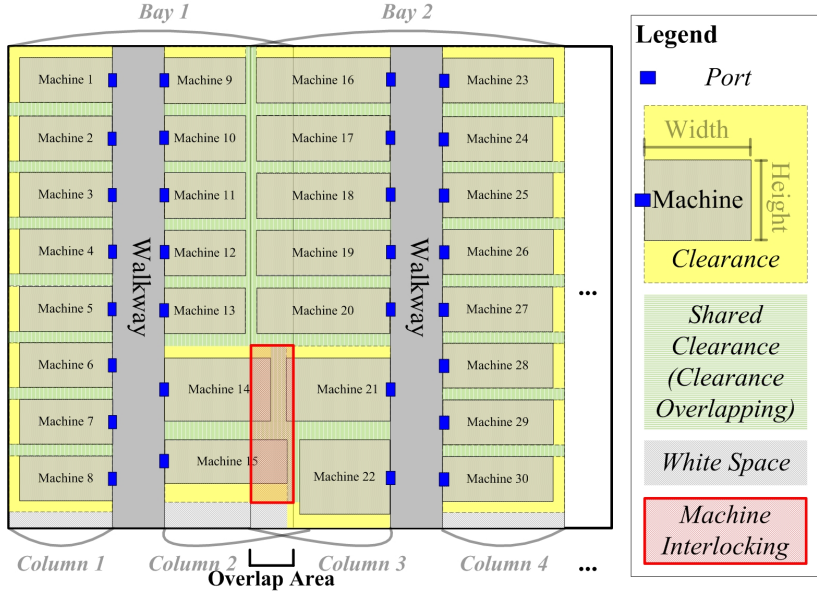 Bay 1
Bay 2
Machine 1
Machine 2
Machine 3
Machine 4
Machine 5
Machine 6
Machine 7
Machine 8
Walkway
Machine 9
Machine 10
Machine 11
Machine 12
Machine 13
Machine 14
Machine 15
Machine 16
Machine 17
Machine 18
Machine 19
Machine 20
Machine 21
Machine 22
Walkway
Machine 23
Machine 24
Machine 25
Machine 26
Machine 27
Machine 28
Machine 29
Machine 30
...
Column 1
Column 2
Column 3
Column 4
...
Overlap Area
Legend
Port
Width
Height
Machine
Clearance
Shared
Clearance
(Clearance
Overlapping)
White Space
Machine
Interlocking